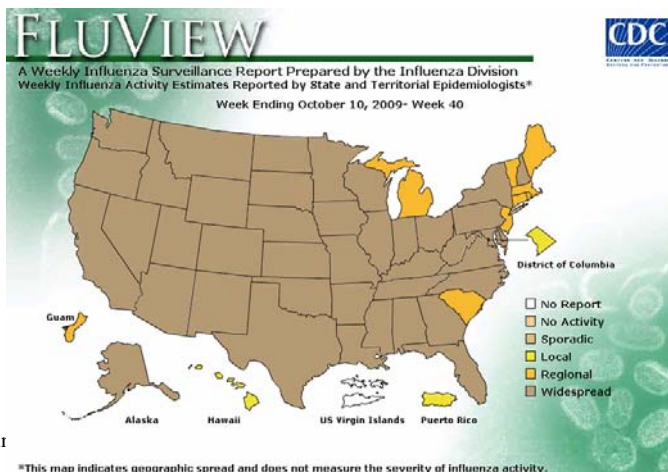 FLUVIEW
CDC
A Weekly Influenza Surveillance Report Prepared by the Influenza Division
Weekly Influenza Activity Estimates Reported by State and Territorial Epidemiologists*
Week Ending October 10, 2009- Week 40
District of Columbia
No Report
No Activity
Sporadic
Local
Regional
Widespread
Guam
Alaska
Hawaii
US Virgin Islands
Puerto Rico
*This map indicates geographic spread and does not measure the severity of influenza activity.